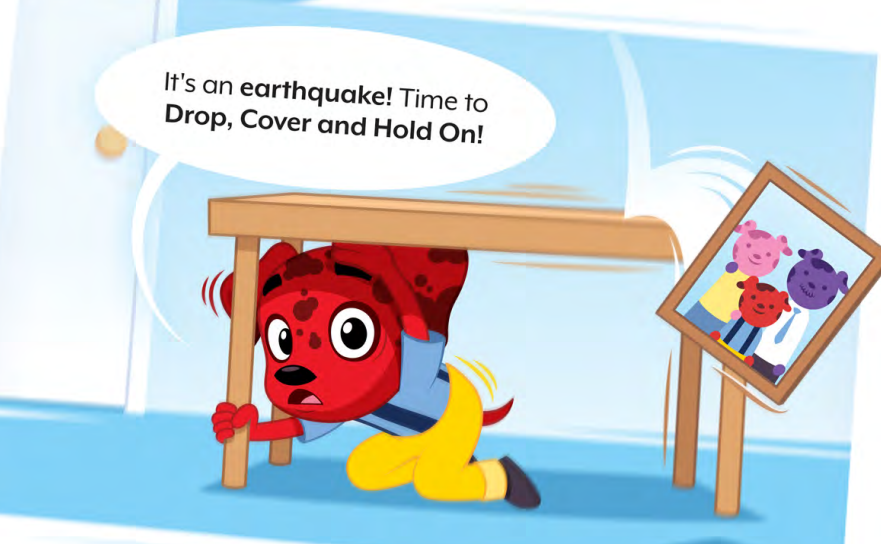 It's an earthquake! Time to
Drop, Cover and Hold On!